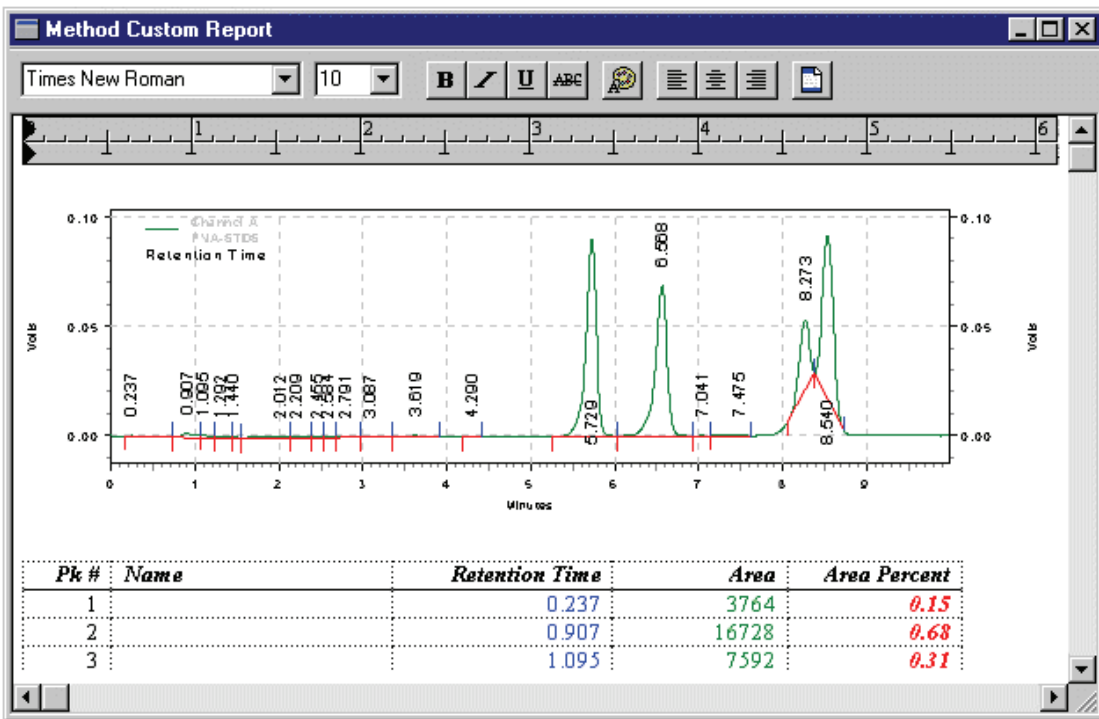 Method Custom Report
Times New Roman 10 B I U ABC A
0 1 2 3 4 5 6
Channel A
PNA-STDS
Retention Time
0.10 0.10
0.05 0.05
0.00 0.00
Volts Volts
0.237 0.907 1.095 1.292 1.440 2.012 2.209 2.455 2.584 2.791 3.087 3.619 4.290 5.729 6.568 7.041 7.475 8.273 8.540
0 1 2 3 4 5 6 7 8 9
Minutes
Pk # Name Retention Time Area Area Percent
1 0.237 3764 0.15
2 0.907 16728 0.68
3 1.095 7592 0.31